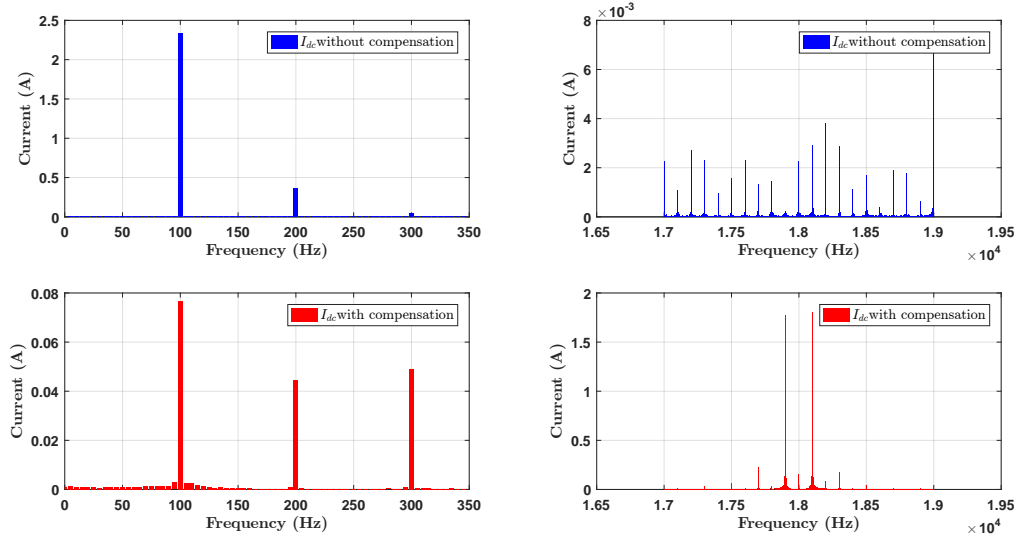 2.5
2
1.5
1
0.5
0
Current (A)
I_dc without compensation
0 50 100 150 200 250 300 350
Frequency (Hz)
× 10⁻³
8
6
4
2
0
Current (A)
I_dc without compensation
1.65 1.7 1.75 1.8 1.85 1.9 1.95
Frequency (Hz)
× 10⁴
0.08
0.06
0.04
0.02
0
Current (A)
I_dc with compensation
0 50 100 150 200 250 300 350
Frequency (Hz)
2
1.5
1
0.5
0
Current (A)
I_dc with compensation
1.65 1.7 1.75 1.8 1.85 1.9 1.95
Frequency (Hz)
× 10⁴